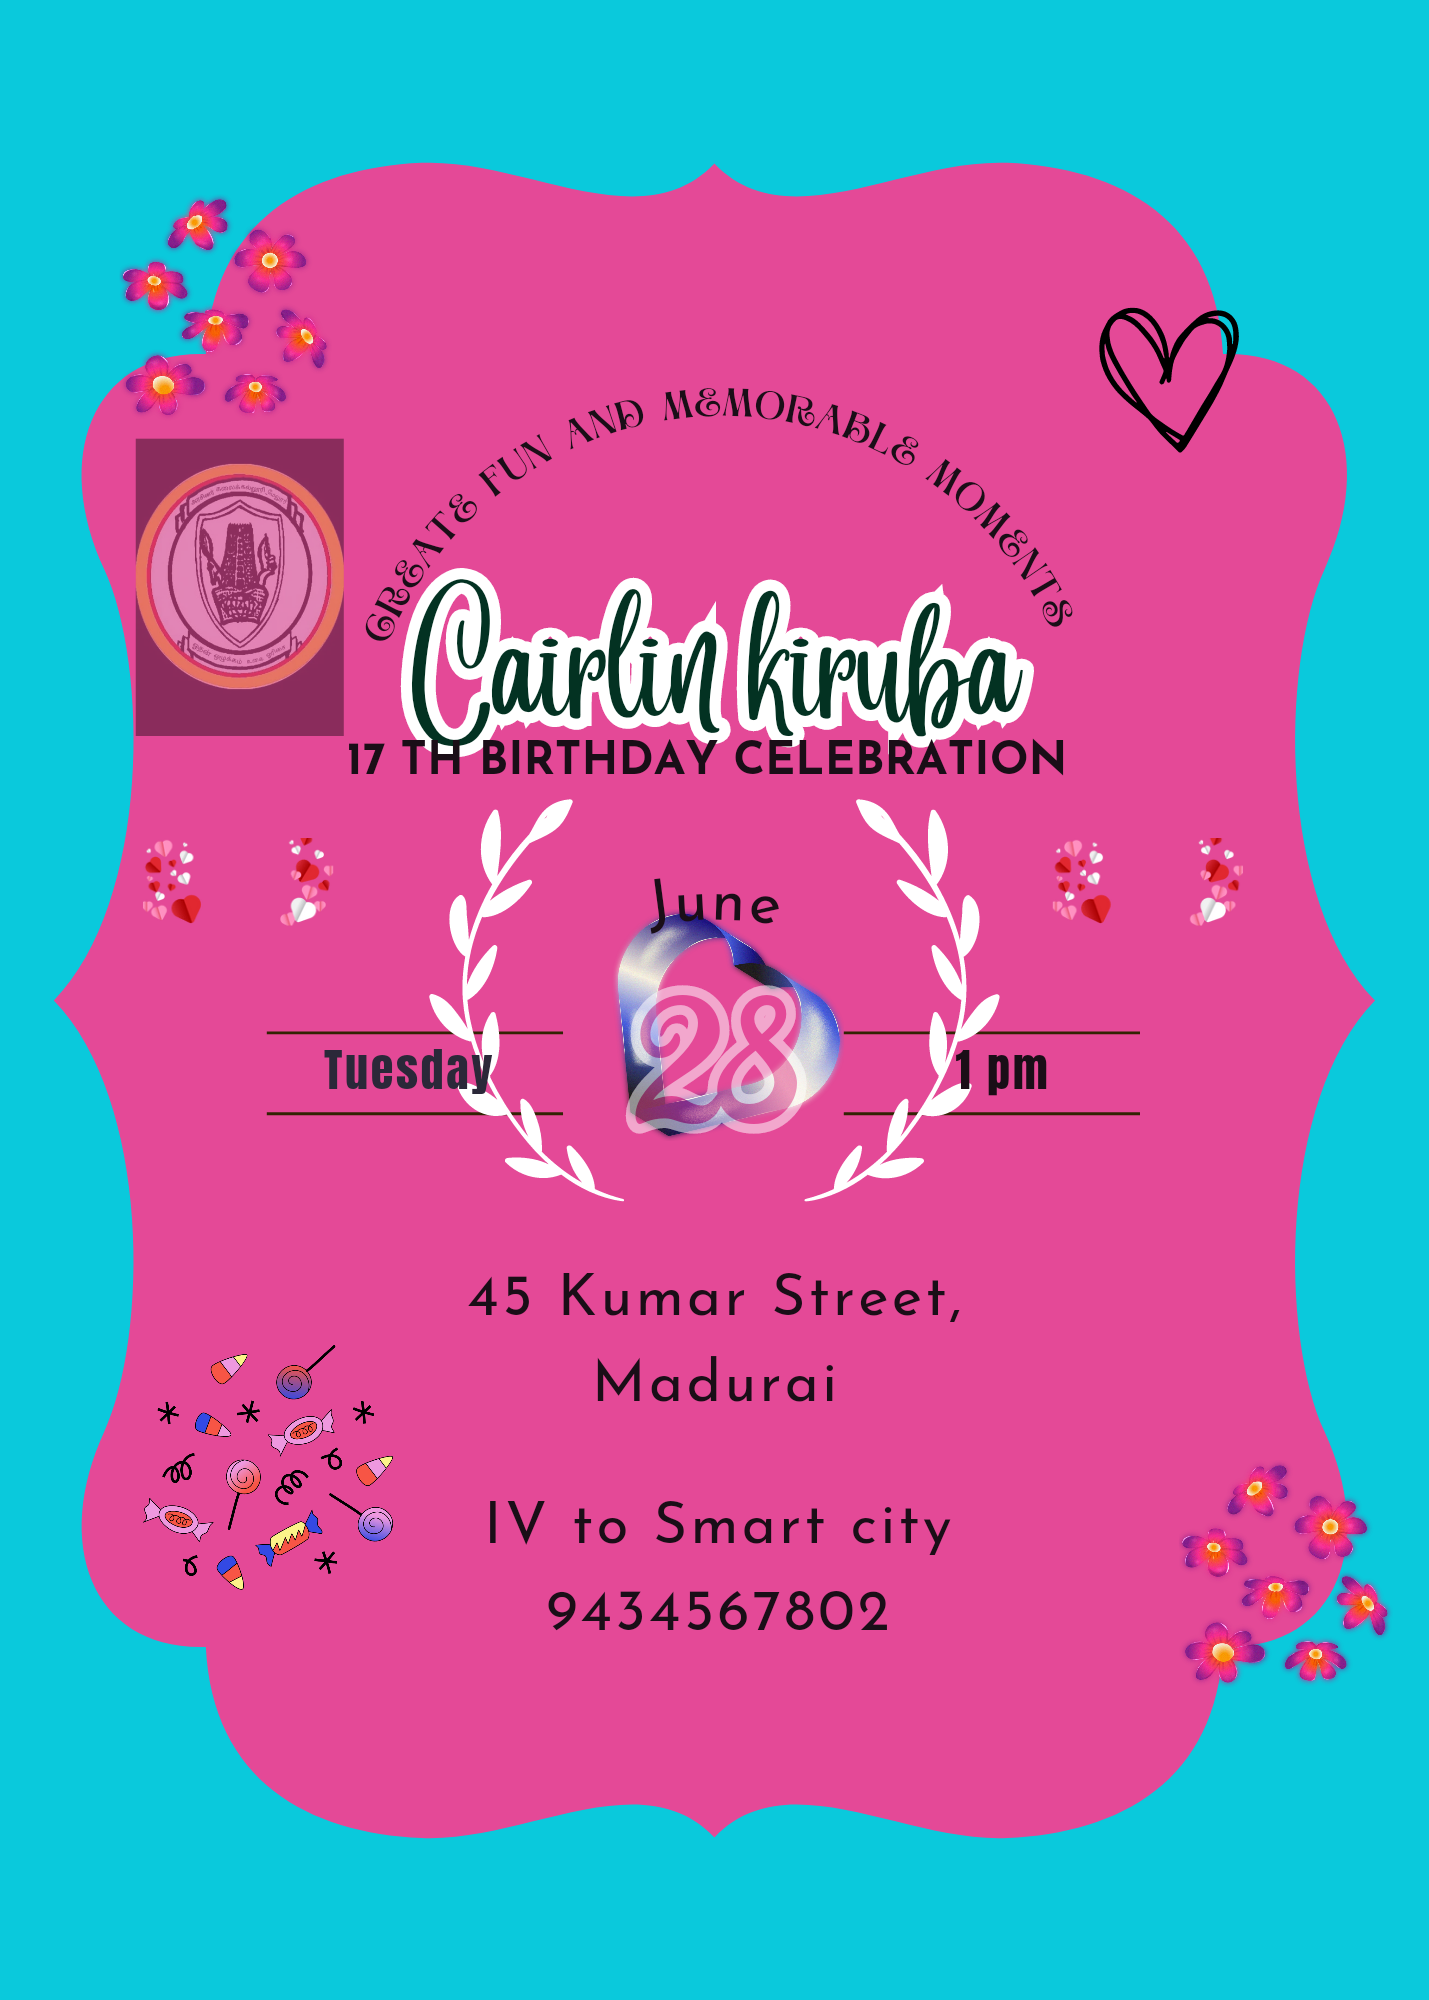 CREATE FUN AND MEMORABLE MOMENTS
Cairlin kiruba
17 TH BIRTHDAY CELEBRATION
June
28
Tuesday
1 pm
45 Kumar Street,
Madurai
IV to Smart city
9434567802